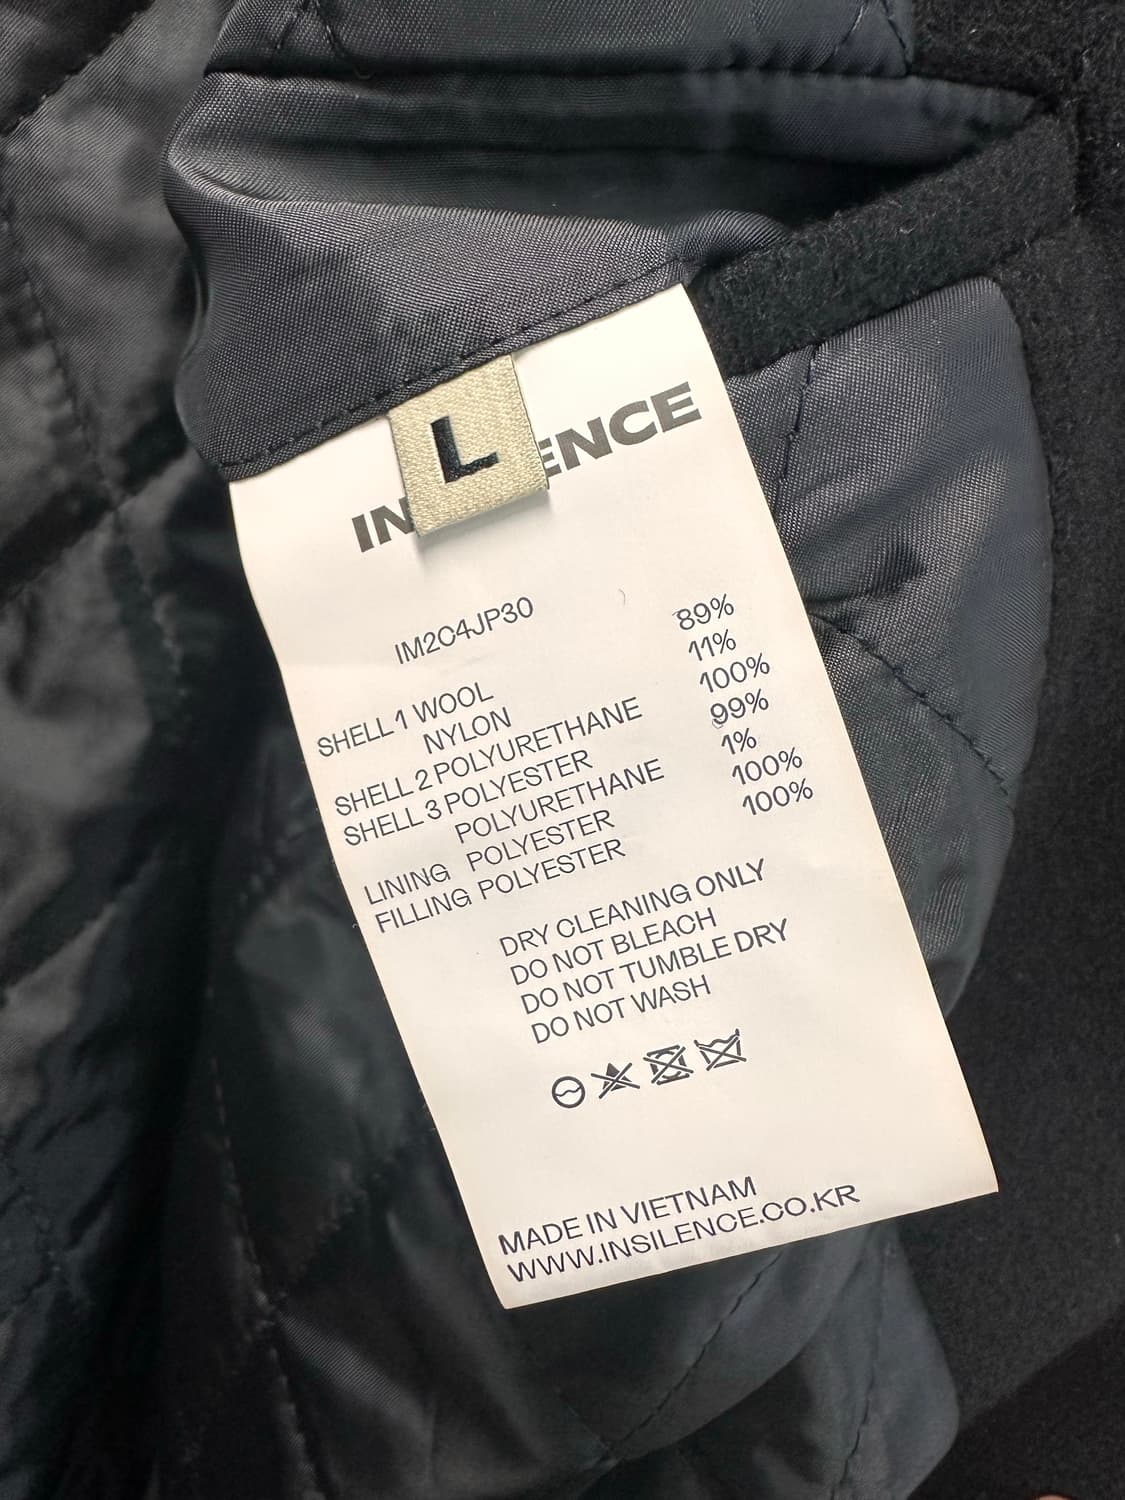 L
IN ENCE
IM2C4JP30
SHELL 1 WOOL 89%
NYLON 11%
SHELL 2 POLYURETHANE 100%
SHELL 3 POLYESTER 99%
POLYURETHANE 1%
LINING POLYESTER 100%
FILLING POLYESTER 100%
DRY CLEANING ONLY
DO NOT BLEACH
DO NOT TUMBLE DRY
DO NOT WASH
MADE IN VIETNAM
WWW.INSILENCE.CO.KR